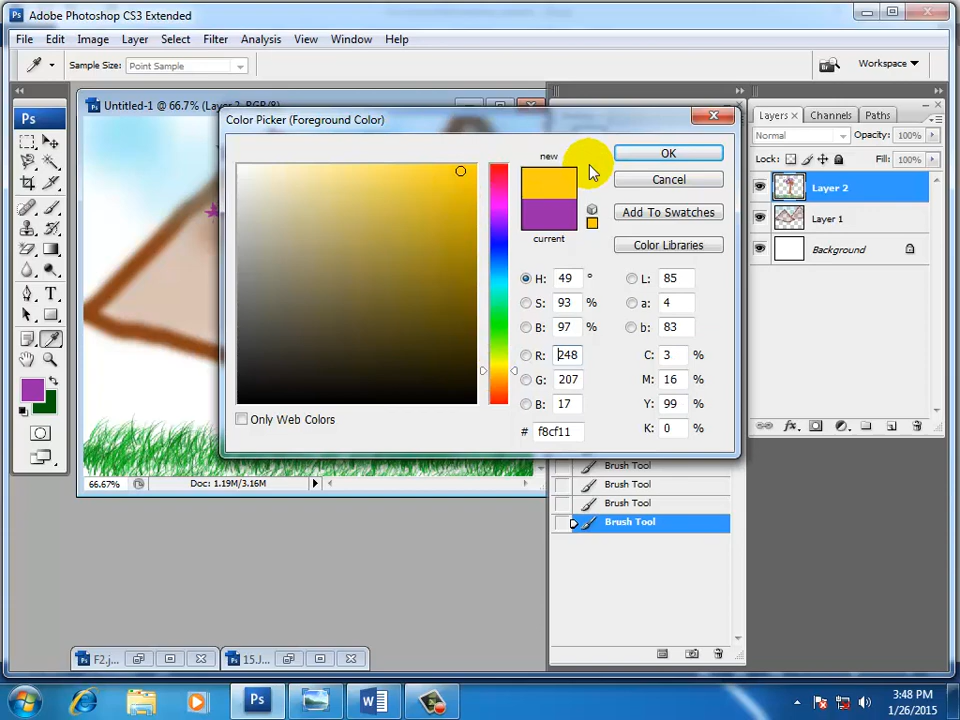 Adobe Photoshop CS3 Extended
File Edit Image Layer Select Filter Analysis View Window Help
Sample Size: Point Sample
Workspace
Untitled-1 @ 66.7% (Layer 2, RGB/8)
Color Picker (Foreground Color)
Ps
new
current
OK
Cancel
Add To Swatches
Color Libraries
H: 49 °
S: 93 %
B: 97 %
R: 248
G: 207
B: 17
# f8cf11
L: 85
a: 4
b: 83
C: 3 %
M: 16 %
Y: 99 %
K: 0 %
Only Web Colors
Layers x Channels Paths
Normal Opacity: 100%
Lock: Fill: 100%
Layer 2
Layer 1
Background
fx
66.67% Doc: 1.19M/3.16M
Brush Tool
Brush Tool
Brush Tool
Brush Tool
F2.j...
15.J...
3:48 PM
1/26/2015